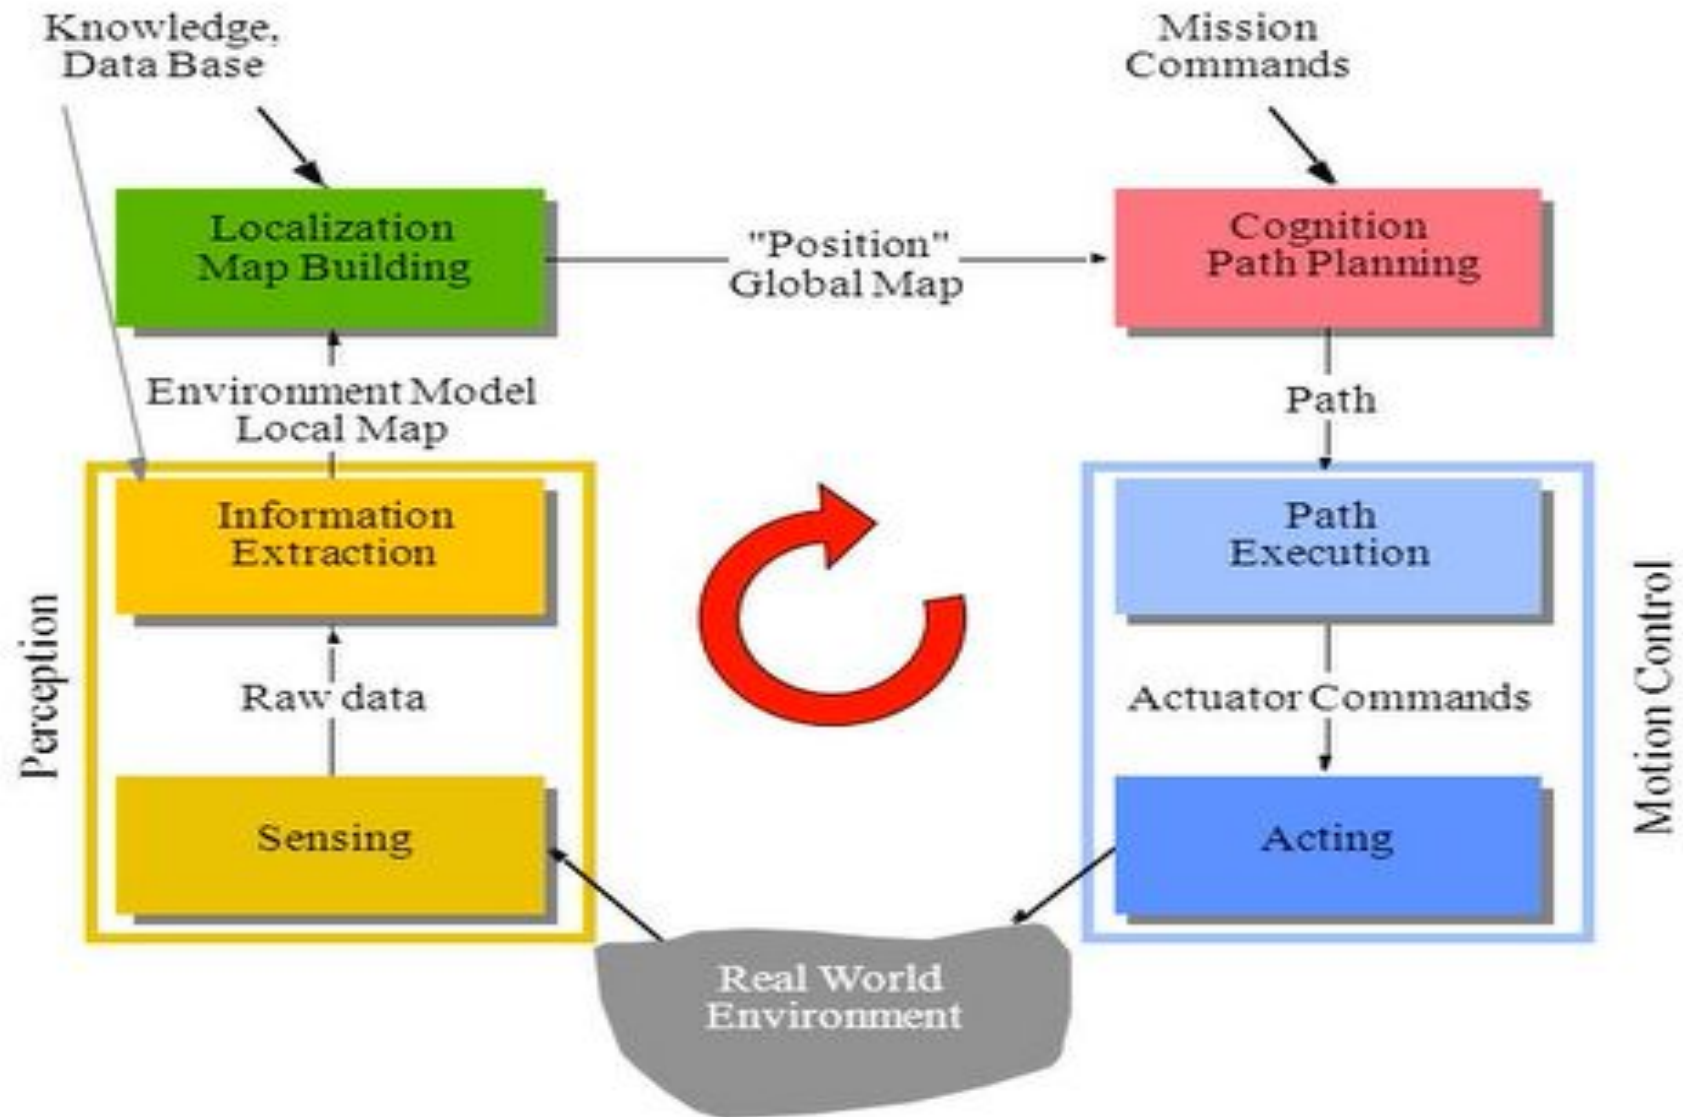 Knowledge,
Data Base
Mission
Commands
Localization
Map Building
"Position"
Global Map
Cognition
Path Planning
Environment Model
Local Map
Path
Information
Extraction
Path
Execution
Perception
Raw data
Actuator Commands
Motion Control
Sensing
Acting
Real World
Environment